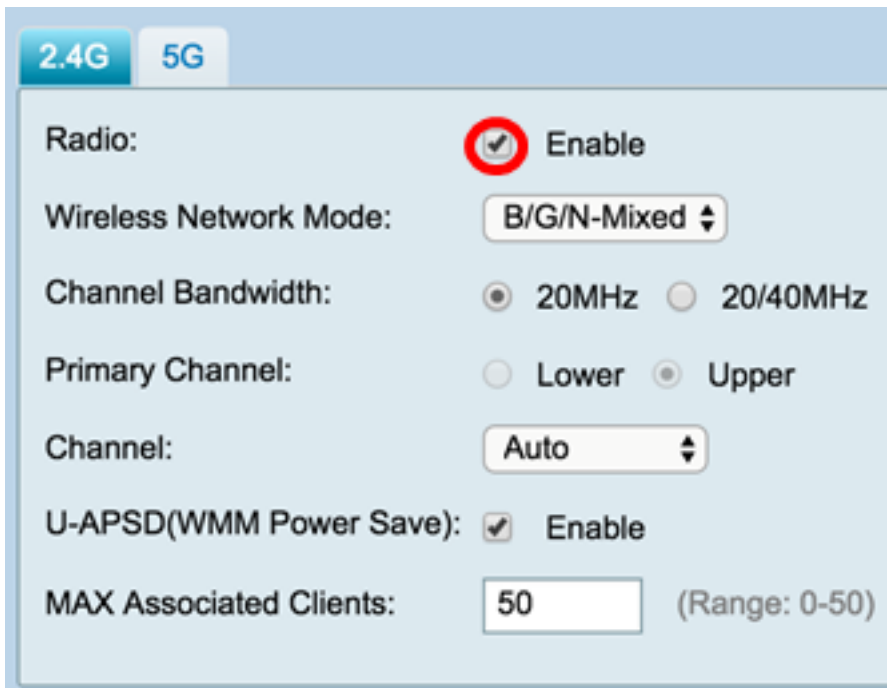 2.4G 5G
Radio: Enable
Wireless Network Mode: B/G/N-Mixed
Channel Bandwidth: 20MHz 20/40MHz
Primary Channel: Lower Upper
Channel: Auto
U-APSD(WMM Power Save): Enable
MAX Associated Clients: 50 (Range: 0-50)